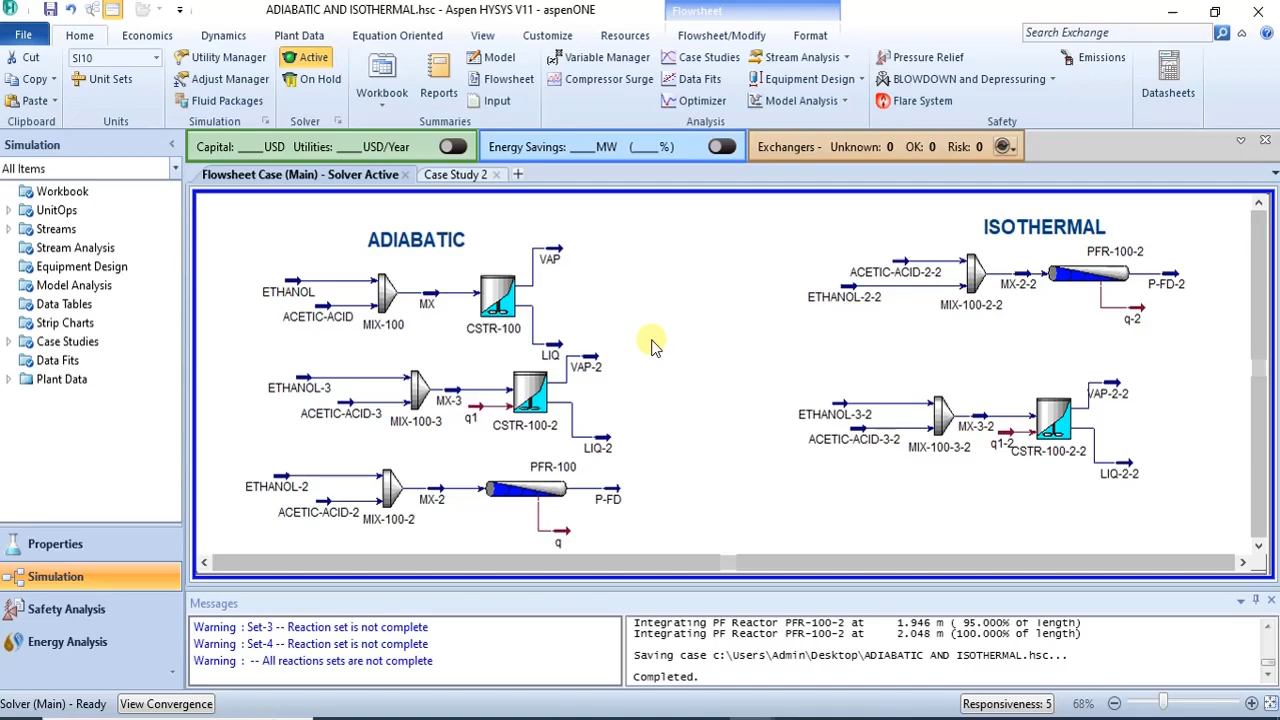 ADIABATIC AND ISOTHERMAL.hsc - Aspen HYSYS V11 - aspenONE
Flowsheet
File
Home
Economics
Dynamics
Plant Data
Equation Oriented
View
Customize
Resources
Flowsheet/Modify
Format
Search Exchange
Cut
Copy
Paste
Clipboard
SI10
Unit Sets
Units
Utility Manager
Adjust Manager
Fluid Packages
Simulation
Active
On Hold
Solver
Workbook
Reports
Model
Flowsheet
Input
Summaries
Variable Manager
Compressor Surge
Case Studies
Data Fits
Optimizer
Stream Analysis
Equipment Design
Model Analysis
Analysis
Pressure Relief
BLOWDOWN and Depressuring
Flare System
Emissions
Safety
Datasheets
Simulation
All Items
Capital: ____USD Utilities: ____USD/Year
Energy Savings: ____MW (____%)
Exchangers - Unknown: 0 OK: 0 Risk: 0
Flowsheet Case (Main) - Solver Active
Case Study 2
Workbook
UnitOps
Streams
Stream Analysis
Equipment Design
Model Analysis
Data Tables
Strip Charts
Case Studies
Data Fits
Plant Data
Properties
Simulation
Safety Analysis
Energy Analysis
ADIABATIC
ETHANOL
ACETIC-ACID
MIX-100
MX
CSTR-100
VAP
LIQ
ETHANOL-3
ACETIC-ACID-3
MIX-100-3
MX-3
q1
CSTR-100-2
VAP-2
LIQ-2
ETHANOL-2
ACETIC-ACID-2
MIX-100-2
MX-2
PFR-100
P-FD
q
ISOTHERMAL
ACETIC-ACID-2-2
ETHANOL-2-2
MIX-100-2-2
MX-2-2
PFR-100-2
P-FD-2
q-2
ETHANOL-3-2
ACETIC-ACID-3-2
MIX-100-3-2
MX-3-2
q1-2
CSTR-100-2-2
VAP-2-2
LIQ-2-2
Messages
Warning : Set-3 -- Reaction set is not complete
Warning : Set-4 -- Reaction set is not complete
Warning : -- All reactions sets are not complete
Integrating PF Reactor PFR-100-2 at 1.946 m ( 95.000% of length)
Integrating PF Reactor PFR-100-2 at 2.048 m (100.000% of length)
Saving case c:\Users\Admin\Desktop\ADIABATIC AND ISOTHERMAL.hsc...
Completed.
Solver (Main) - Ready
View Convergence
Responsiveness: 5
68%